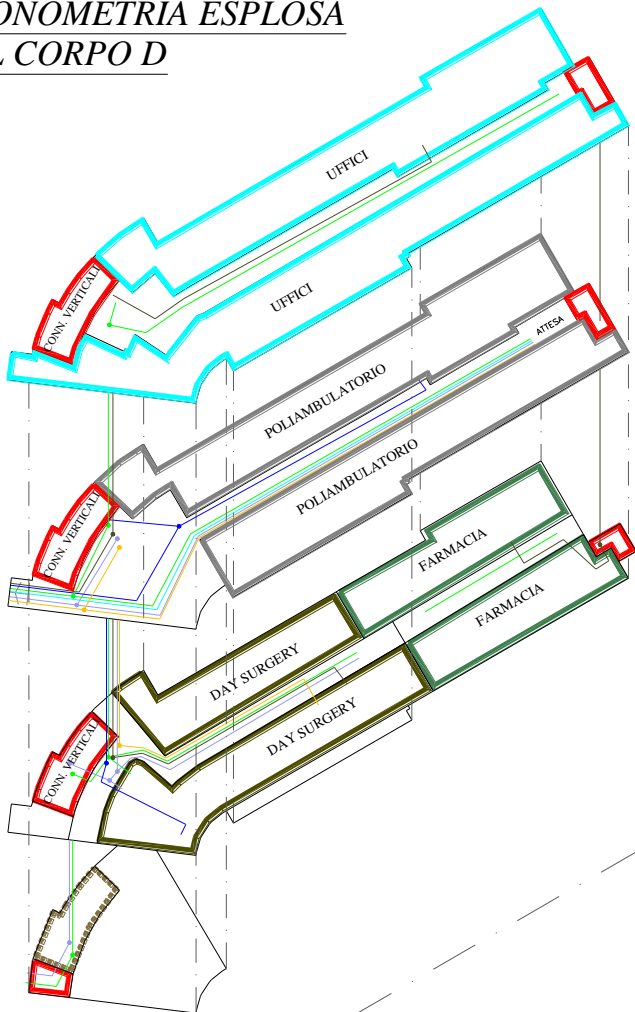 ONOMETRIA ESPLOSA
CORPO D
UFFICI
UFFICI
CONN. VERTICALI
ATTESA
POLIAMBULATORIO
POLIAMBULATORIO
CONN. VERTICALI
FARMACIA
FARMACIA
DAY SURGERY
DAY SURGERY
CONN. VERTICALI